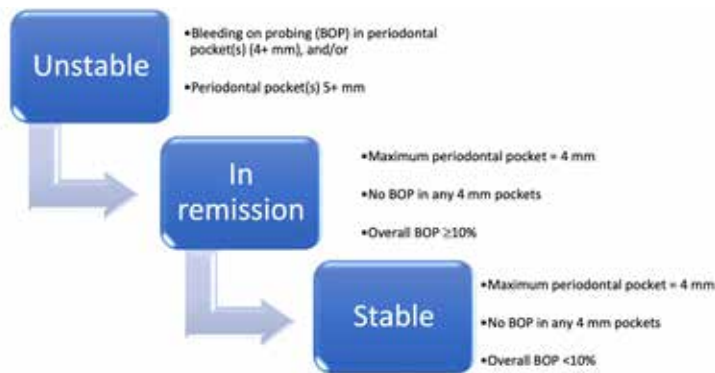 Unstable
•Bleeding on probing (BOP) in periodontal
pocket(s) (4+ mm), and/or
•Periodontal pocket(s) 5+ mm
In
remission
•Maximum periodontal pocket = 4 mm
•No BOP in any 4 mm pockets
•Overall BOP ≥10%
Stable
•Maximum periodontal pocket = 4 mm
•No BOP in any 4 mm pockets
•Overall BOP <10%